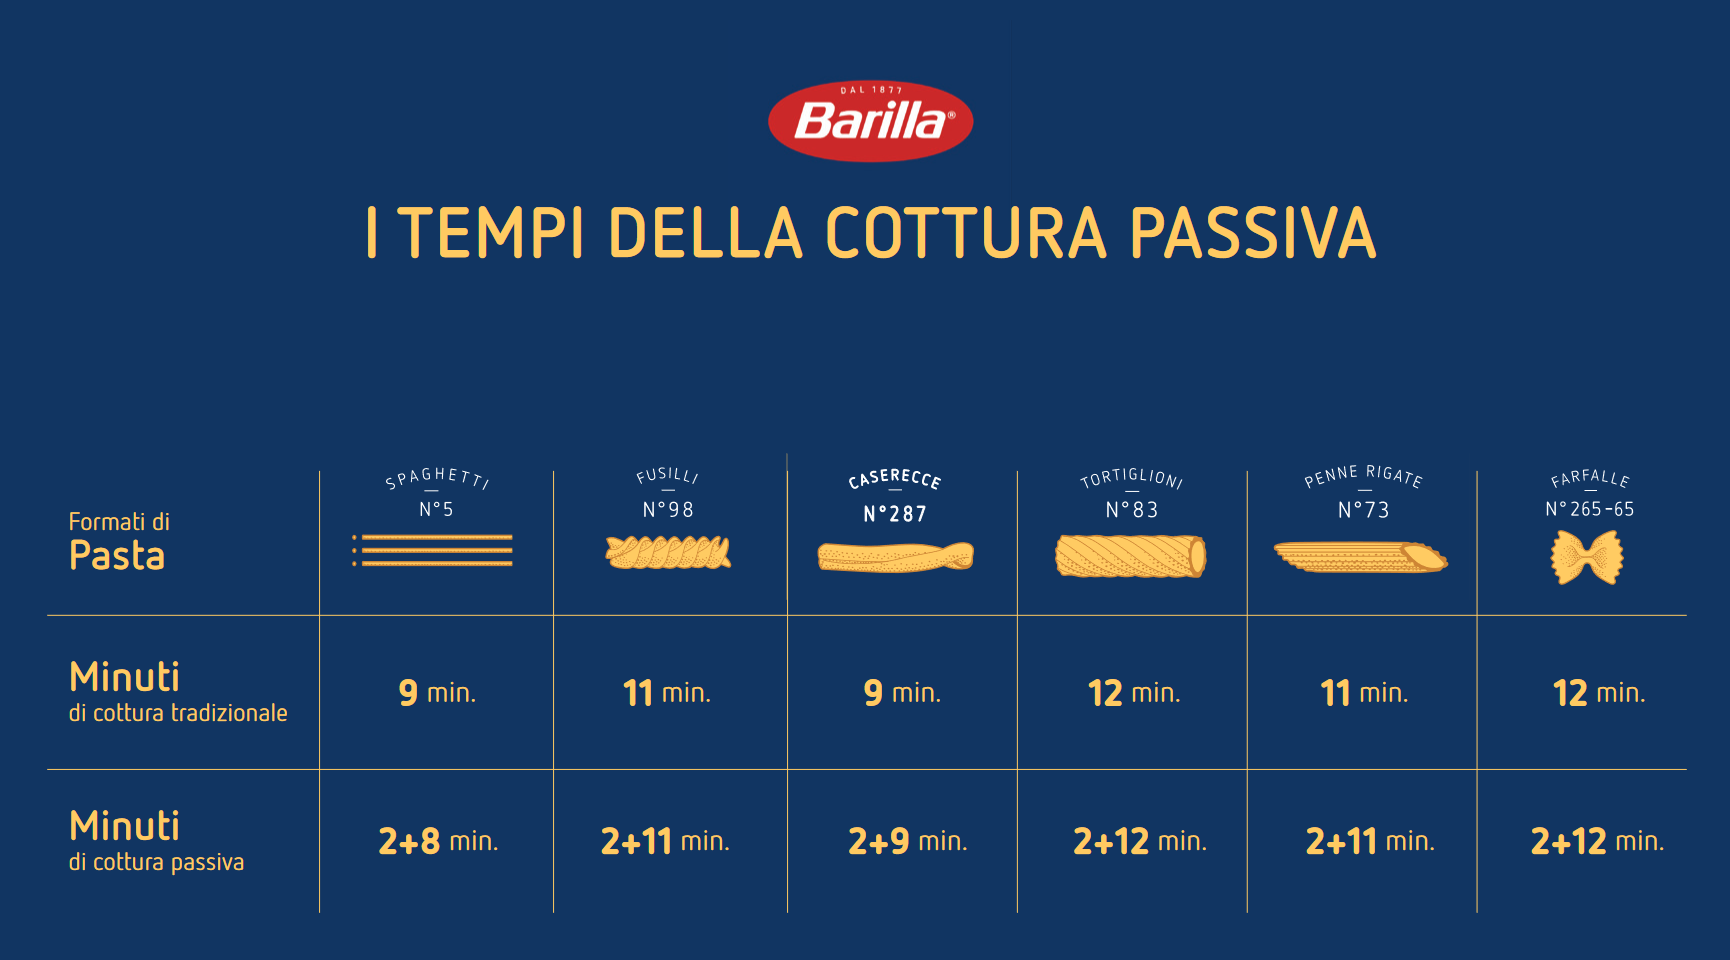 DAL 1877
Barilla®
I TEMPI DELLA COTTURA PASSIVA
Formati di
Pasta
SPAGHETTI
N°5
FUSILLI
N°98
CASERECCE
N°287
TORTIGLIONI
N°83
PENNE RIGATE
N°73
FARFALLE
N°265-65
Minuti
di cottura tradizionale
9 min.
11 min.
9 min.
12 min.
11 min.
12 min.
Minuti
di cottura passiva
2+8 min.
2+11 min.
2+9 min.
2+12 min.
2+11 min.
2+12 min.